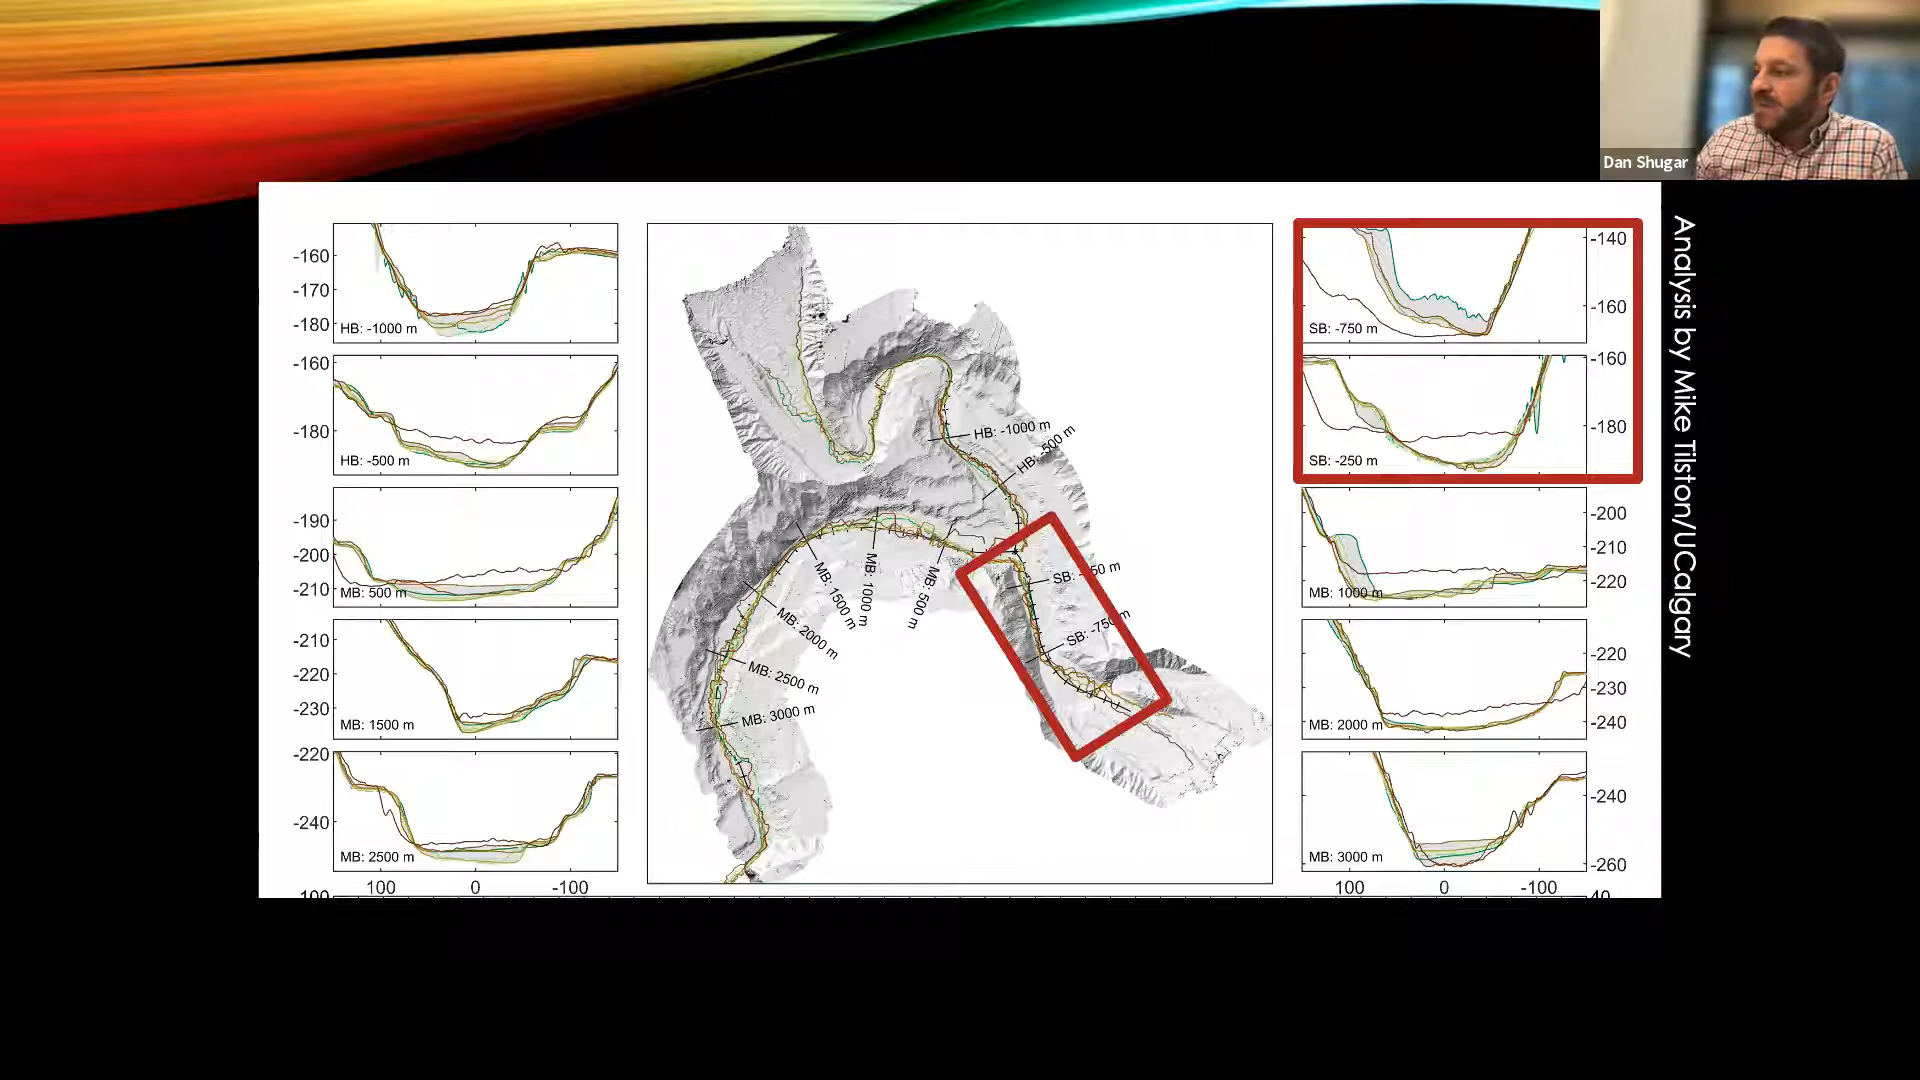 Dan Shugar
-160
-170
-180
HB: -1000 m
-160
-180
HB: -500 m
-190
-200
-210
MB: 500 m
-210
-220
-230
MB: 1500 m
-220
-240
MB: 2500 m
100 0 -100
100
HB: -1000 m
HB: -500 m
SB: -750 m
MB: 500 m
MB: 1000 m
MB: 1500 m
MB: 2000 m
MB: 2500 m
MB: 3000 m
-140
-160
SB: -750 m
-160
-180
SB: -250 m
-200
-210
-220
MB: 1000 m
-220
-230
-240
MB: 2000 m
-240
-260
MB: 3000 m
100 0 -100
40
Analysis by Mike Tilston/UCalgary